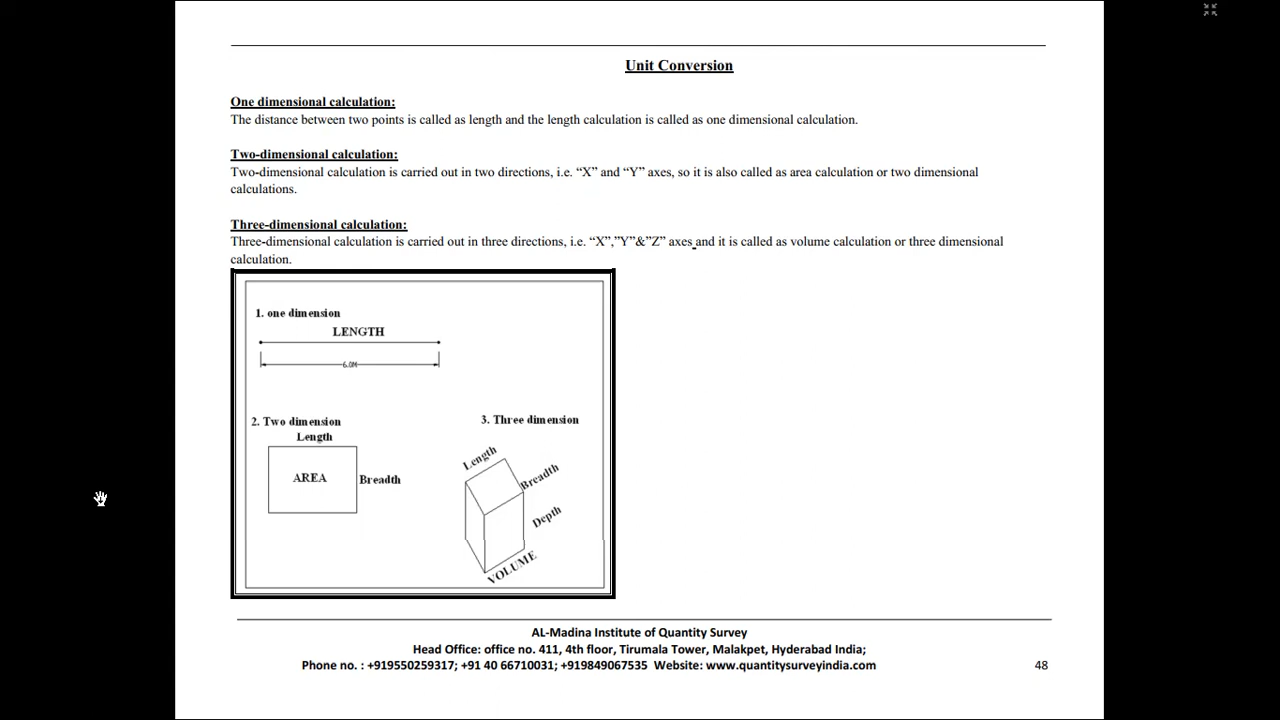 Unit Conversion
One dimensional calculation:
The distance between two points is called as length and the length calculation is called as one dimensional calculation.
Two-dimensional calculation:
Two-dimensional calculation is carried out in two directions, i.e. “X” and “Y” axes, so it is also called as area calculation or two dimensional
calculations.
Three-dimensional calculation:
Three-dimensional calculation is carried out in three directions, i.e. “X”,”Y”&”Z” axes and it is called as volume calculation or three dimensional
calculation.
1. one dimension
LENGTH
6.0M
2. Two dimension
Length
AREA
Breadth
3. Three dimension
Length
Breadth
Depth
VOLUME
AL-Madina Institute of Quantity Survey
Head Office: office no. 411, 4th floor, Tirumala Tower, Malakpet, Hyderabad India;
Phone no. : +919550259317; +91 40 66710031; +919849067535 Website: www.quantitysurveyindia.com
48